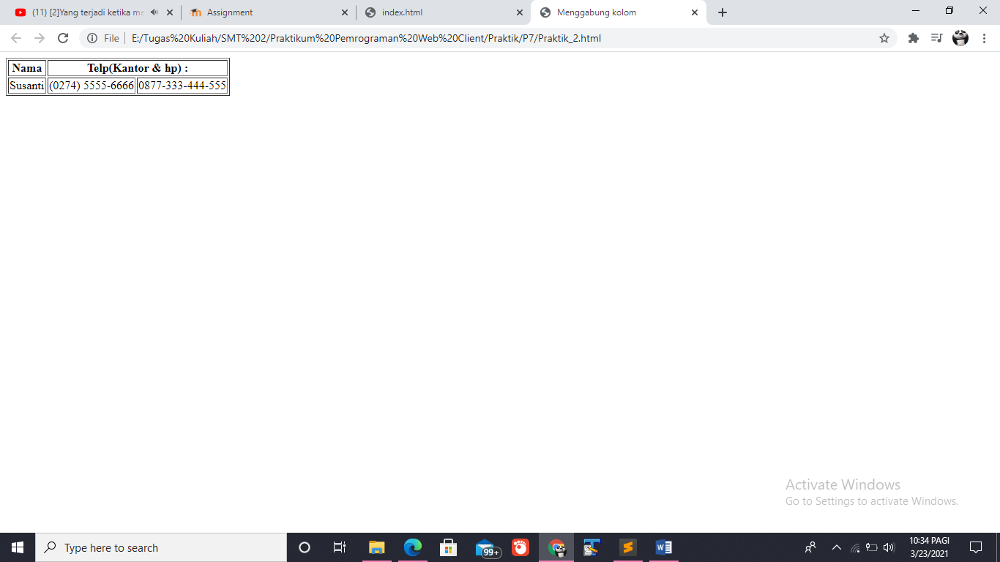 (11) [2]Yang terjadi ketika me
Assignment
index.html
Menggabung kolom
File
E:/Tugas%20Kuliah/SMT%202/Praktikum%20Pemrograman%20Web%20Client/Praktik/P7/Praktik_2.html
Nama Telp(Kantor & hp) :
Susanti (0274) 5555-6666 0877-333-444-555
Activate Windows
Go to Settings to activate Windows.
Type here to search
99+
10:34 PAGI
3/23/2021